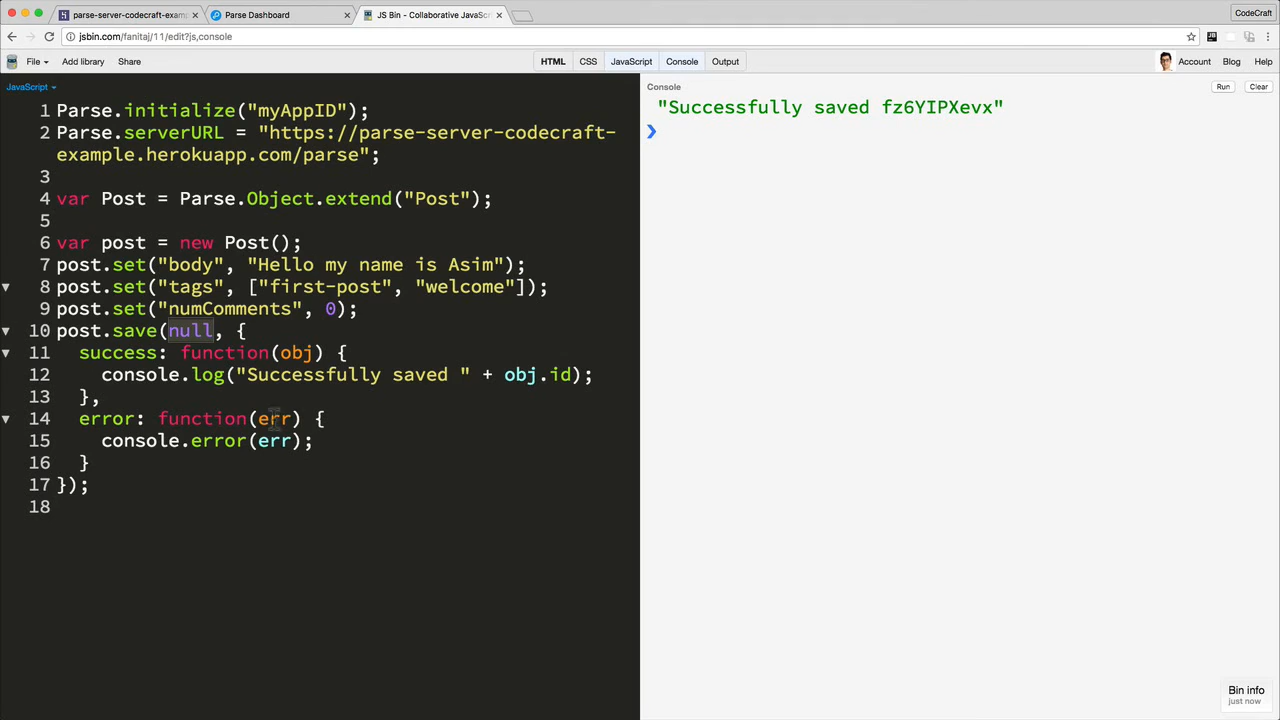 parse-server-codecraft-exam
Parse Dashboard
JS Bin - Collaborative JavaSc
CodeCraft
jsbin.com/fanitaj/11/edit?js,console
File
Add library
Share
HTML
CSS
JavaScript
Console
Output
Account
Blog
Help
JavaScript
Console
Run
Clear
1 Parse.initialize("myAppID");
2 Parse.serverURL = "https://parse-server-codecraft-
example.herokuapp.com/parse";
3
4 var Post = Parse.Object.extend("Post");
5
6 var post = new Post();
7 post.set("body", "Hello my name is Asim");
8 post.set("tags", ["first-post", "welcome"]);
9 post.set("numComments", 0);
10 post.save(null, {
11 success: function(obj) {
12 console.log("Successfully saved " + obj.id);
13 },
14 error: function(err) {
15 console.error(err);
16 }
17 });
18
"Successfully saved fz6YIPXevx"
Bin info
just now